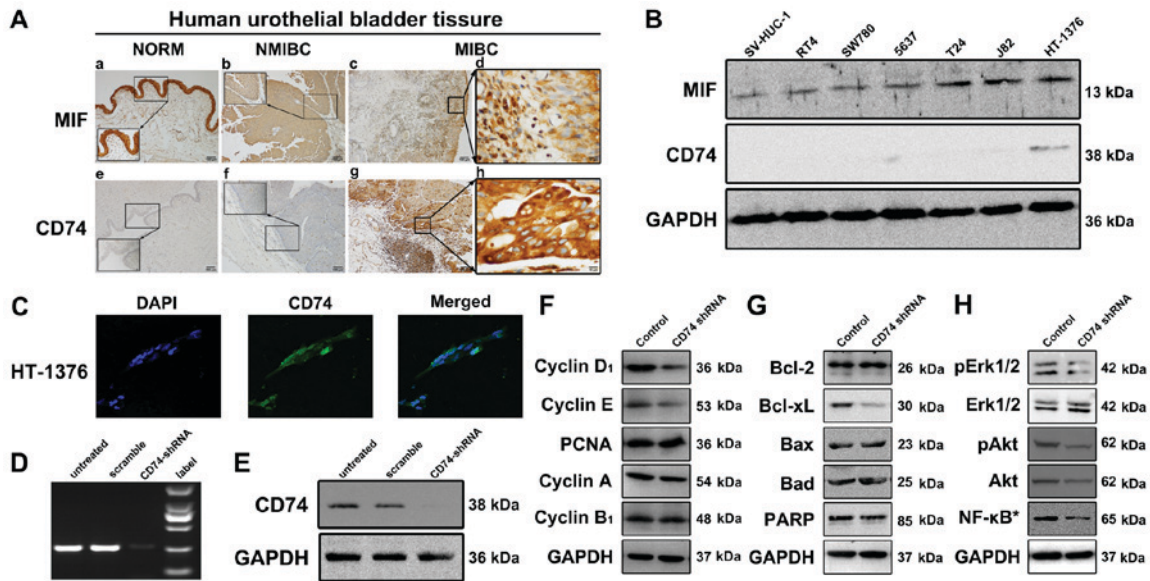 A
Human urothelial bladder tissue
NORM NMIBC MIBC
a b c d
MIF
e f g h
CD74
B
SV-HUC-1 RT4 SW780 5637 T24 J82 HT-1376
MIF 13 kDa
CD74 38 kDa
GAPDH 36 kDa
C
DAPI CD74 Merged
HT-1376
D
untreated scramble CD74-shRNA label
E
untreated scramble CD74-shRNA
CD74 38 kDa
GAPDH 36 kDa
F
Control CD74 shRNA
Cyclin D₁ 36 kDa
Cyclin E 53 kDa
PCNA 36 kDa
Cyclin A 54 kDa
Cyclin B₁ 48 kDa
GAPDH 37 kDa
G
Control CD74 shRNA
Bcl-2 26 kDa
Bcl-xL 30 kDa
Bax 23 kDa
Bad 25 kDa
PARP 85 kDa
GAPDH 37 kDa
H
Control CD74 shRNA
pErk1/2 42 kDa
Erk1/2 42 kDa
pAkt 62 kDa
Akt 62 kDa
NF-κB* 65 kDa
GAPDH 37 kDa